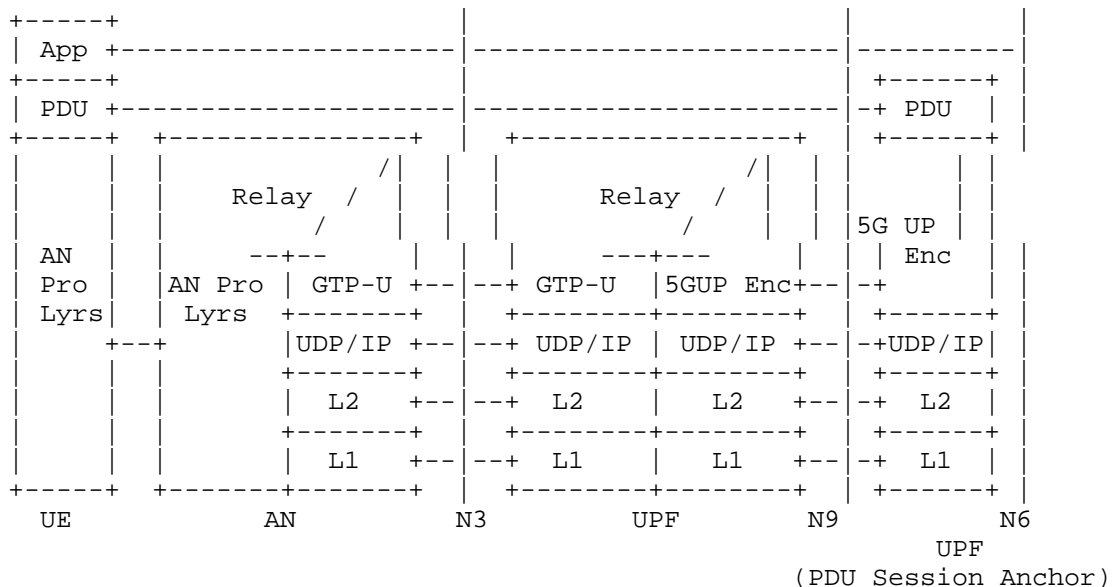 App
PDU PDU
Relay Relay
5G UP
AN Enc
Pro AN Pro GTP-U GTP-U 5GUP Enc
Lyrs Lyrs
UDP/IP UDP/IP UDP/IP UDP/IP
L2 L2 L2 L2
L1 L1 L1 L1
UE AN N3 UPF N9 N6
UPF
(PDU Session Anchor)